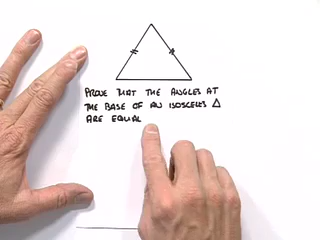 PROVE THAT THE ANGLES AT
THE BASE OF AN ISOSCELES △
ARE EQUAL